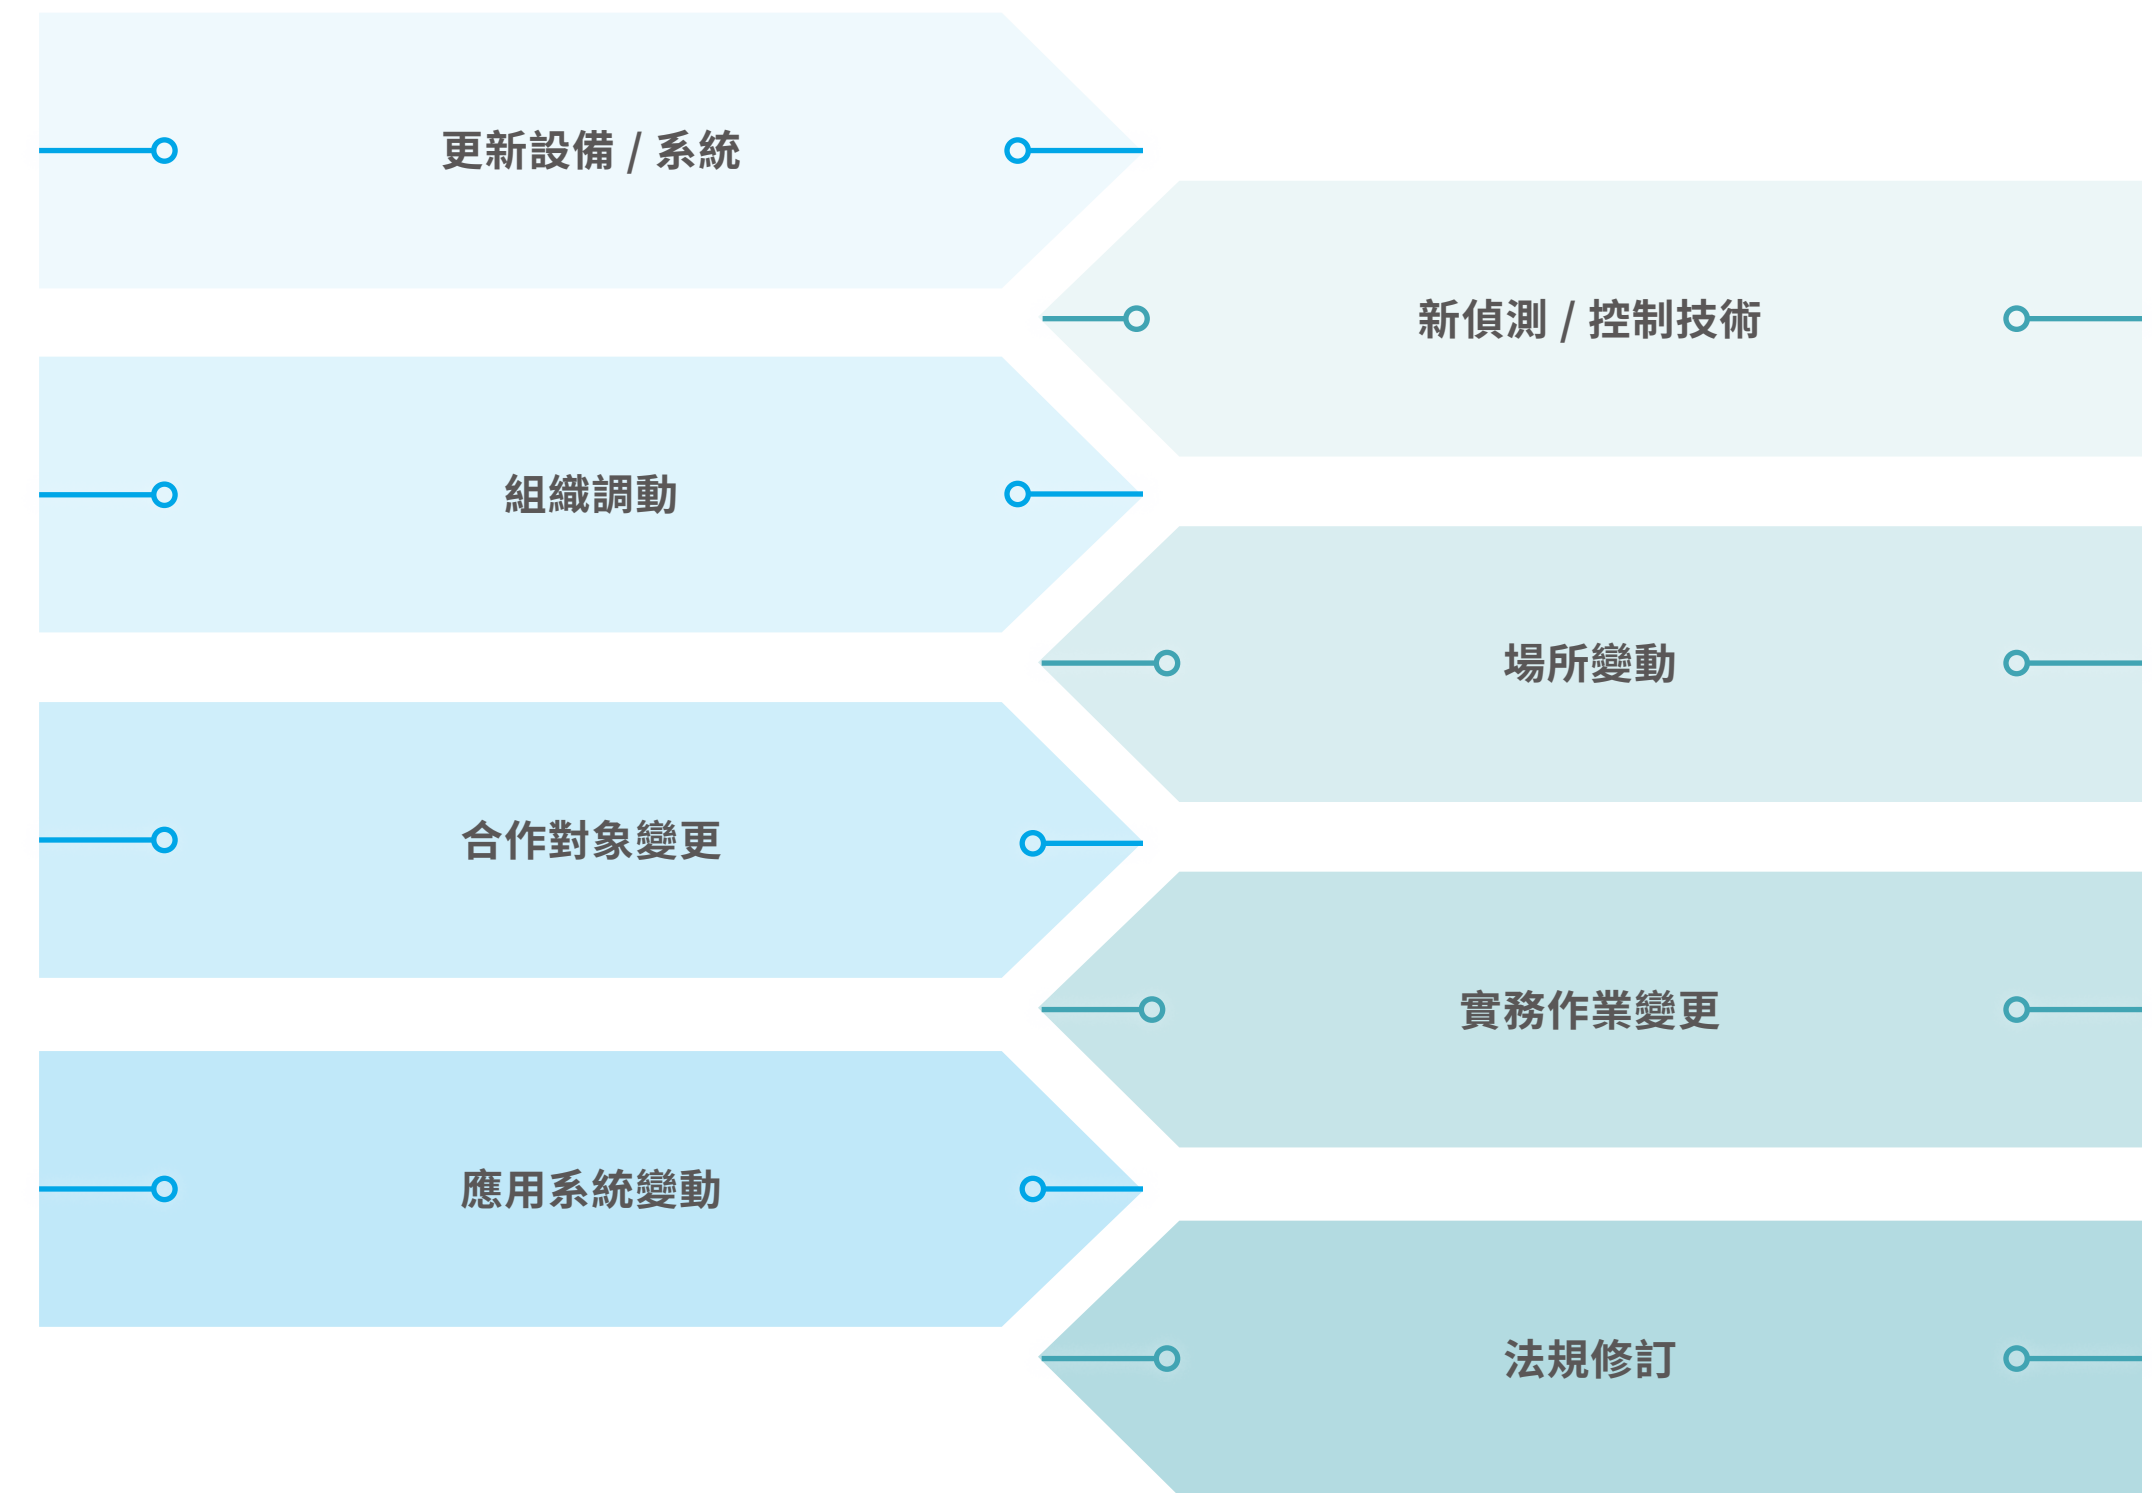 更新設備 / 系統
新偵測 / 控制技術
組織調動
場所變動
合作對象變更
實務作業變更
應用系統變動
法規修訂